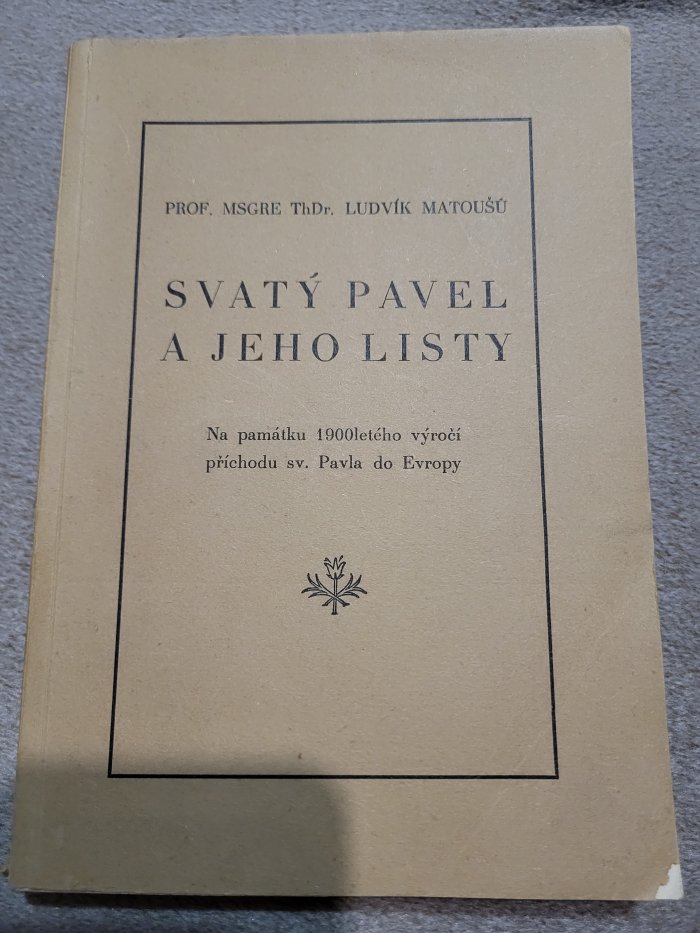 PROF. MSGRE ThDr. LUDVÍK MATOUŠŮ
SVATÝ PAVEL
A JEHO LISTY
Na památku 1900letého výročí
příchodu sv. Pavla do Evropy